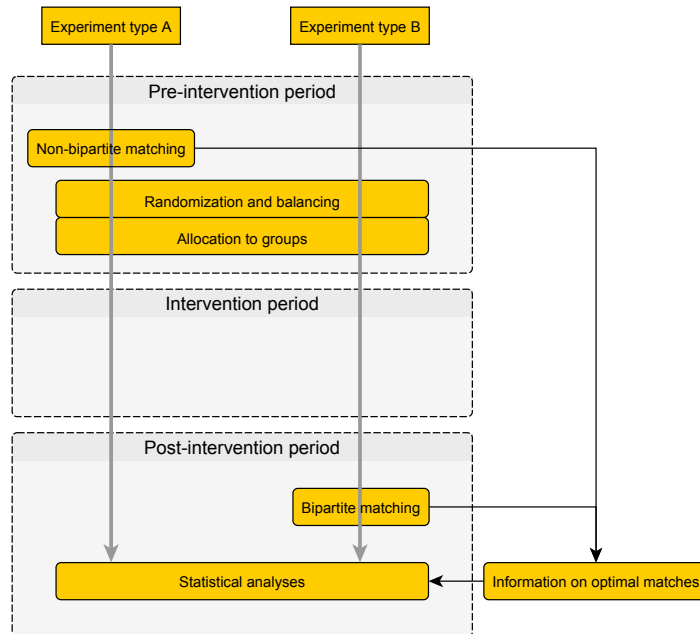 Experiment type A
Experiment type B
Pre-intervention period
Non-bipartite matching
Randomization and balancing
Allocation to groups
Intervention period
Post-intervention period
Bipartite matching
Statistical analyses
Information on optimal matches